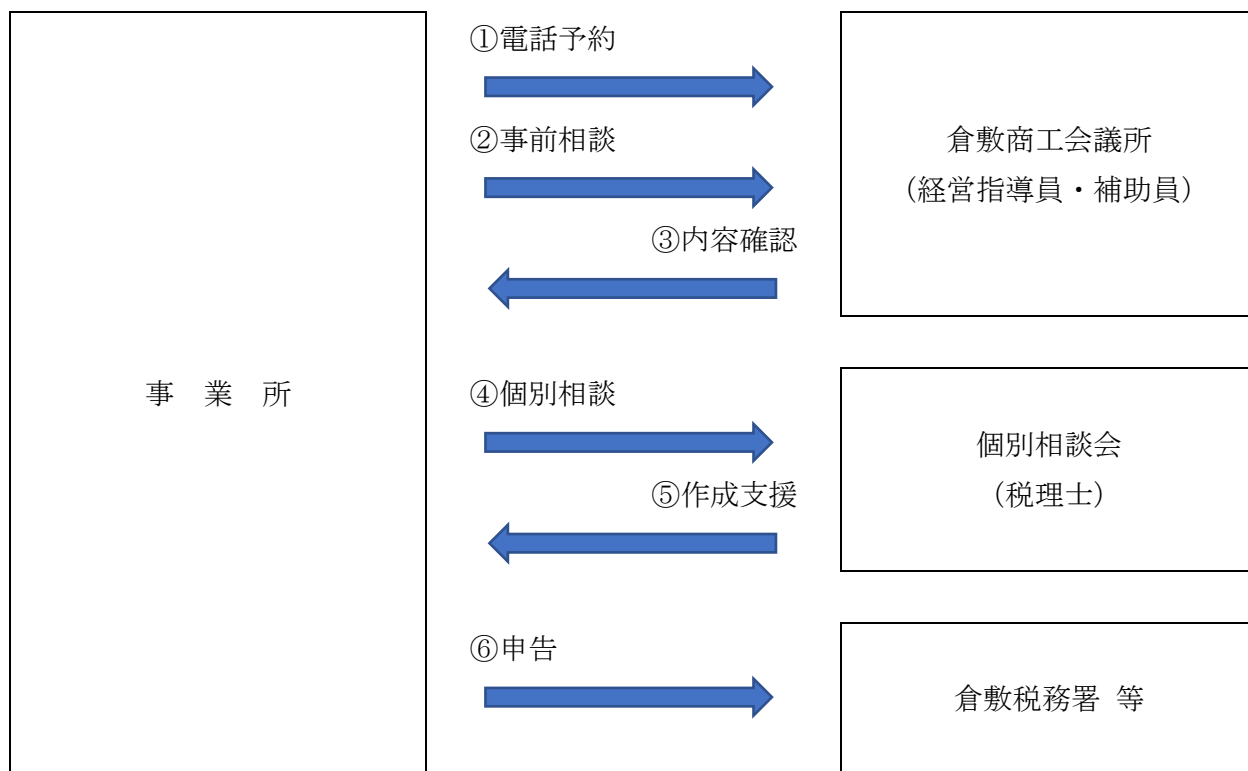 ①電話予約
②事前相談
③内容確認
倉敷商工会議所
（経営指導員・補助員）
事　業　所
④個別相談
⑤作成支援
個別相談会
（税理士）
⑥申告
倉敷税務署 等